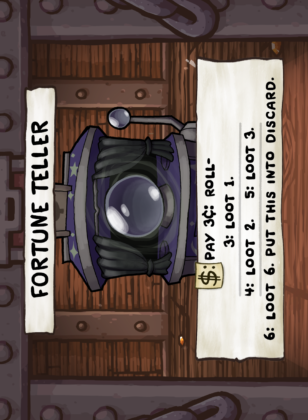 FORTUNE TELLER
$: PAY 3¢: ROLL-
3: LOOT 1.
4: LOOT 2. 5: LOOT 3.
6: LOOT 6. PUT THIS INTO DISCARD.